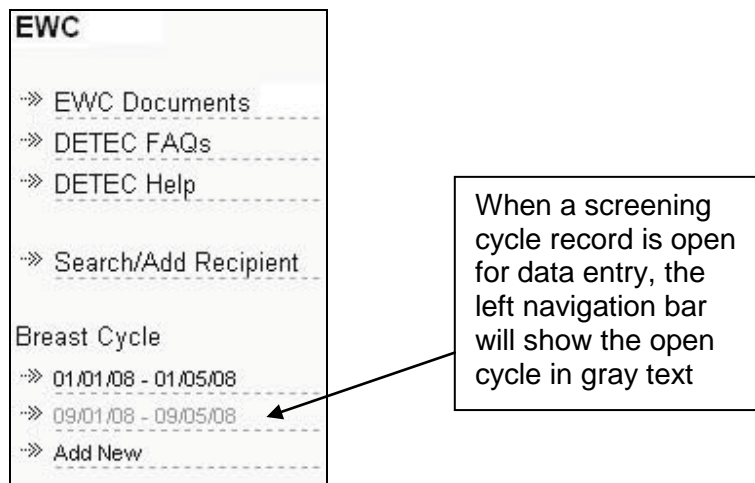 EWC
EWC Documents
DETEC FAQs
DETEC Help
Search/Add Recipient
Breast Cycle
01/01/08 - 01/05/08
09/01/08 - 09/05/08
Add New
When a screening
cycle record is open
for data entry, the
left navigation bar
will show the open
cycle in gray text